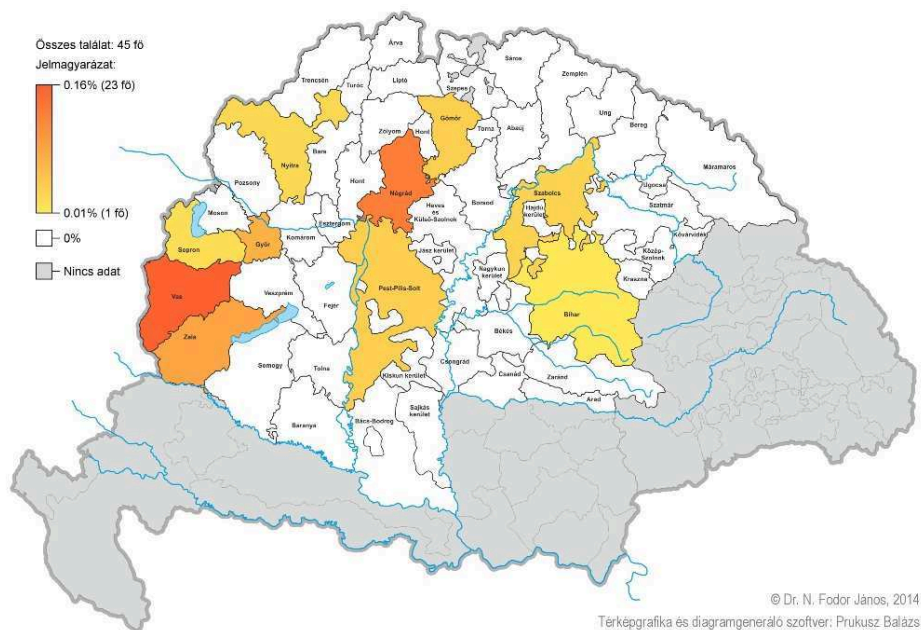 Összes találat: 45 fő
Jelmagyarázat:
0.16% (23 fő)
0.01% (1 fő)
0%
Nincs adat
Árva
Trencsén
Turóc
Liptó
Szepes
Sáros
Zemplén
Ung
Bereg
Máramaros
Ugocsa
Szatmár
Kővárvidék
Közép-
Szolnok
Kraszna
Abaúj
Torna
Gömör
Zólyom
Hont
Bars
Nyitra
Pozsony
Hont
Nógrád
Borsod
Szabolcs
Hajdú
kerület
Heves
és
Külső-Szolnok
Moson
Sopron
Győr
Komárom
Esztergom
Jász kerület
Nagykun
kerület
Vas
Veszprém
Fejér
Pest-Pilis-Solt
Bihar
Zala
Somogy
Tolna
Kiskun kerület
Csongrád
Békés
Csanád
Zaránd
Arad
Baranya
Bács-Bodrog
Sajkás
kerület
© Dr. N. Fodor János, 2014
Térképgrafika és diagramgeneráló szoftver: Prukusz Balázs